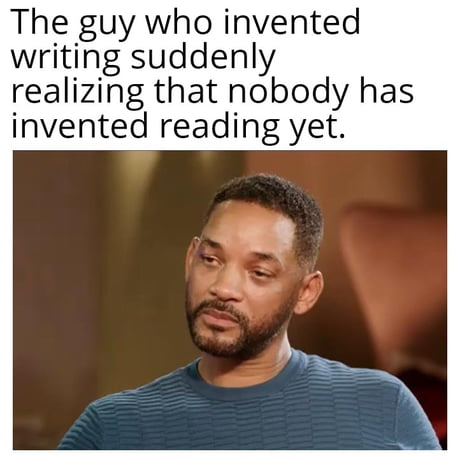 The guy who invented
writing suddenly
realizing that nobody has
invented reading yet.